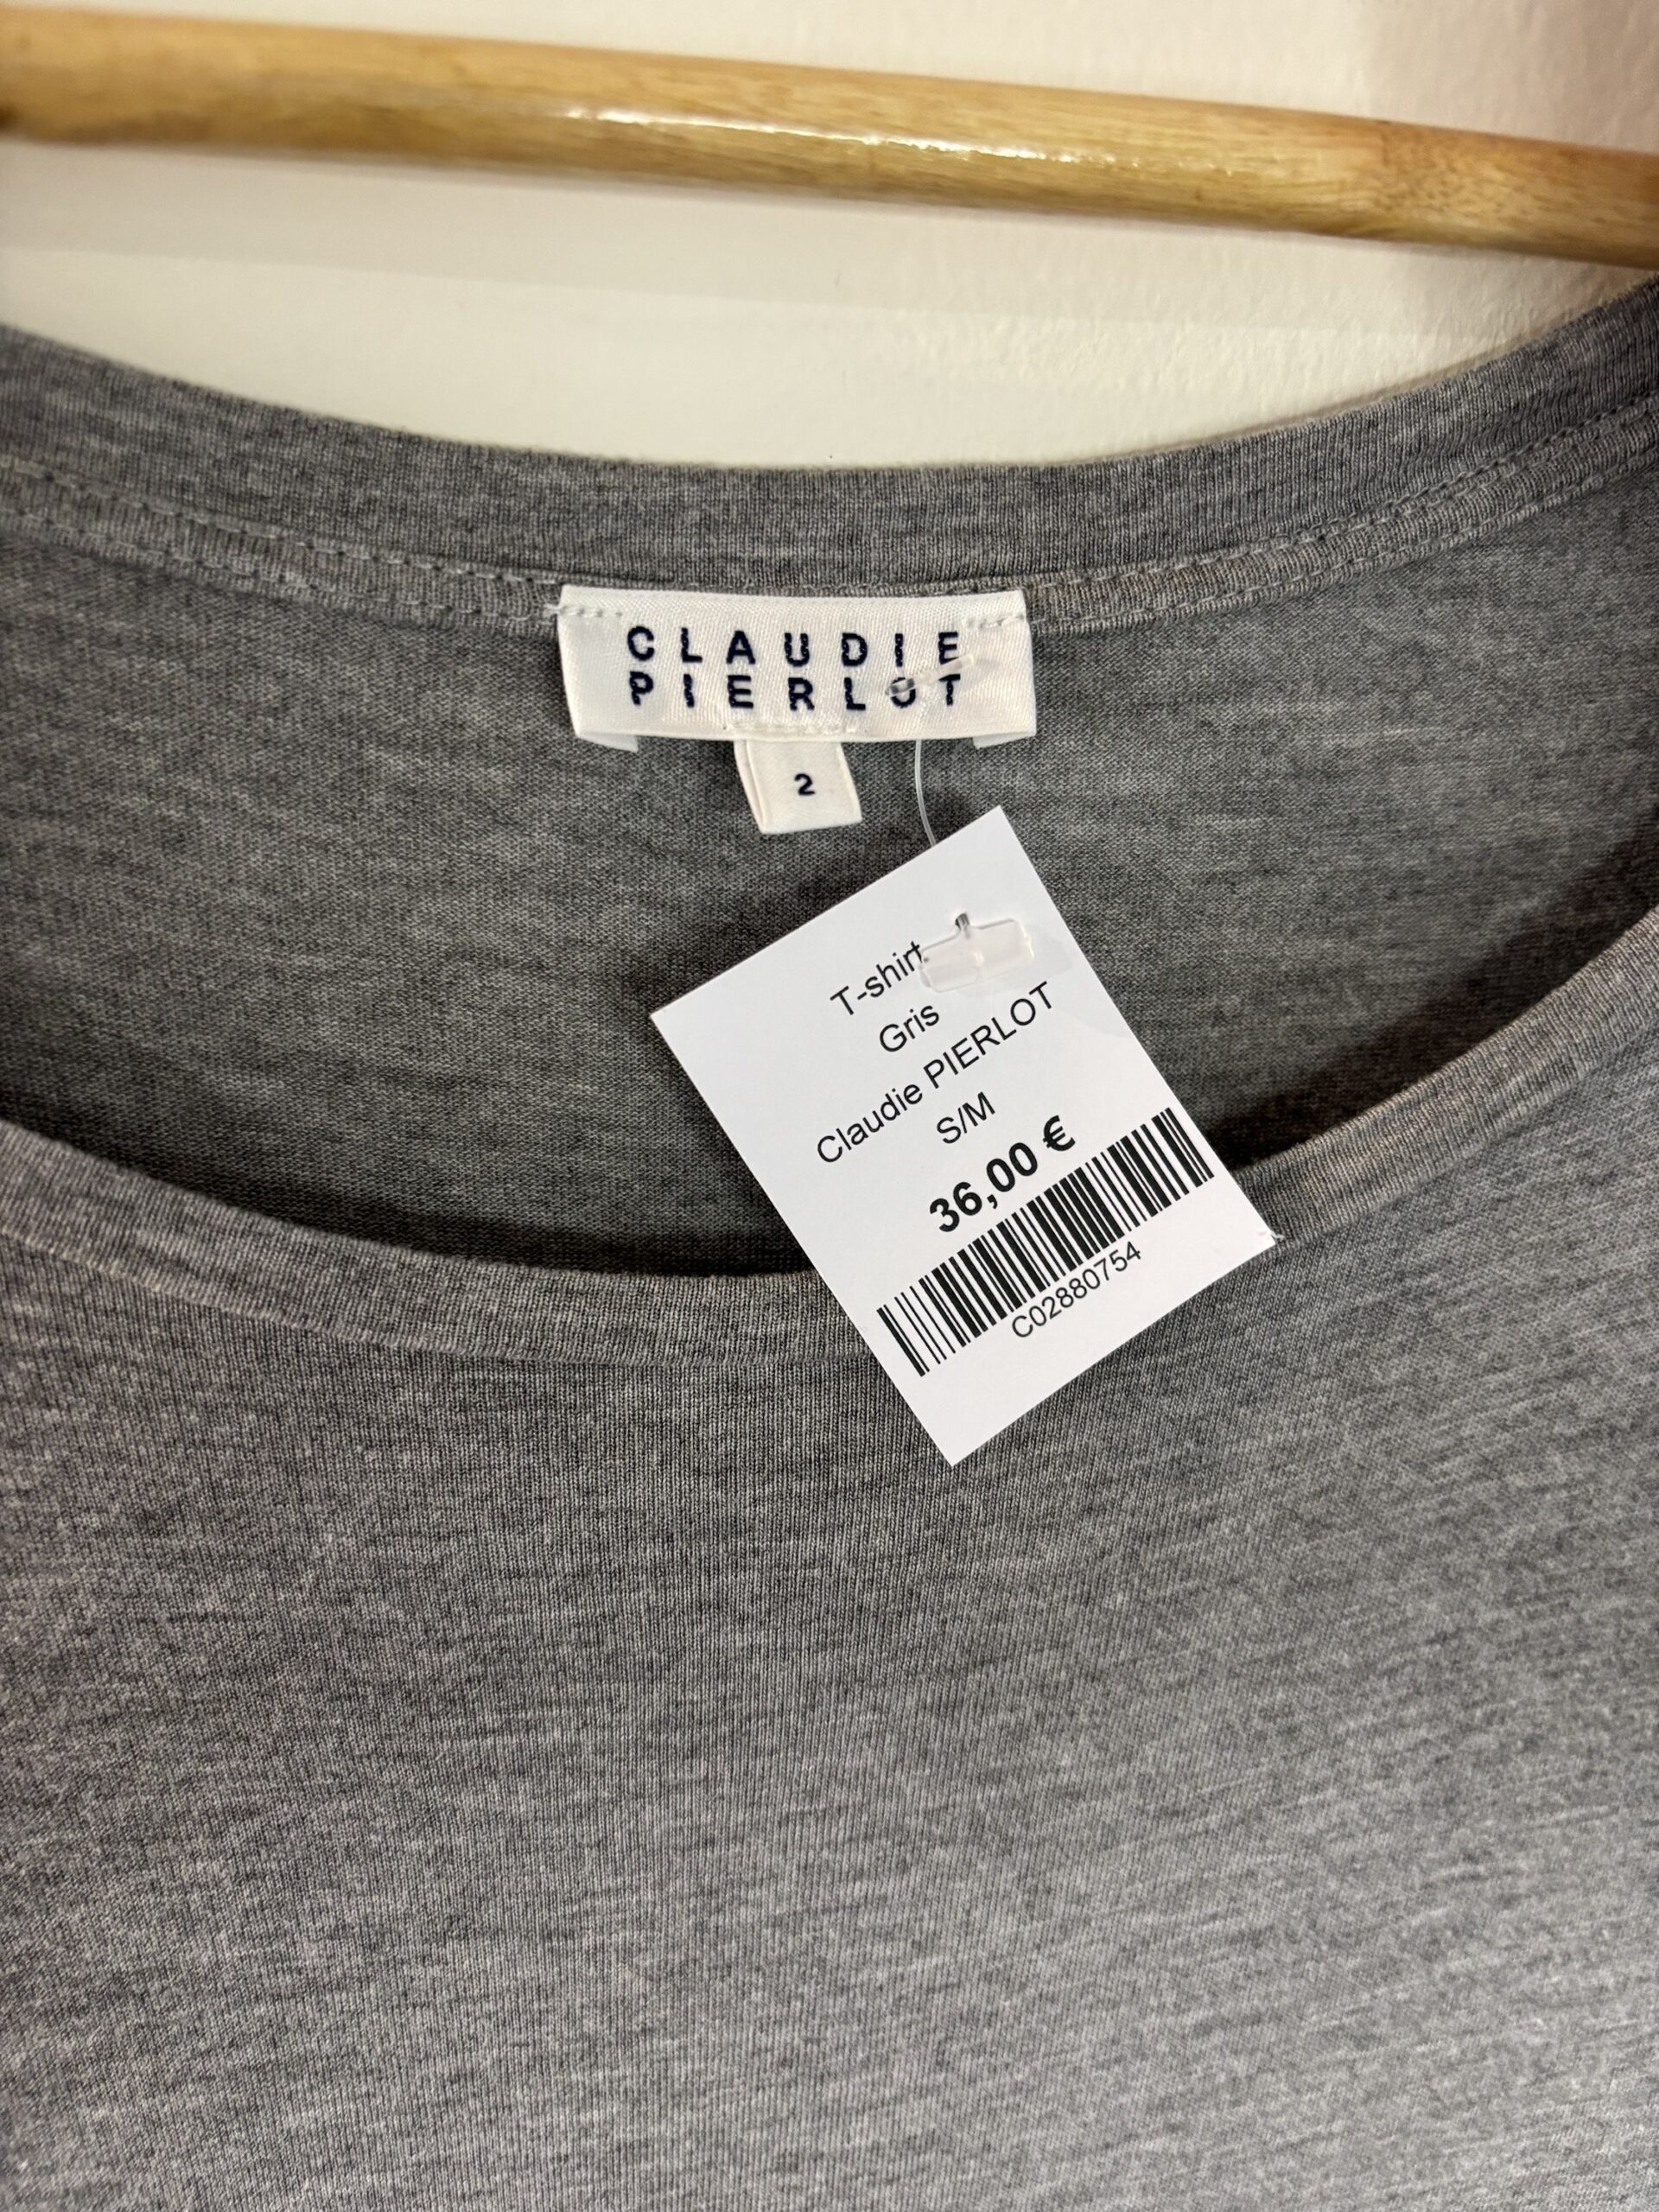 CLAUDIE
PIERLOT
2
T-shirt
Gris
Claudie PIERLOT
S/M
36,00 €
C02880754